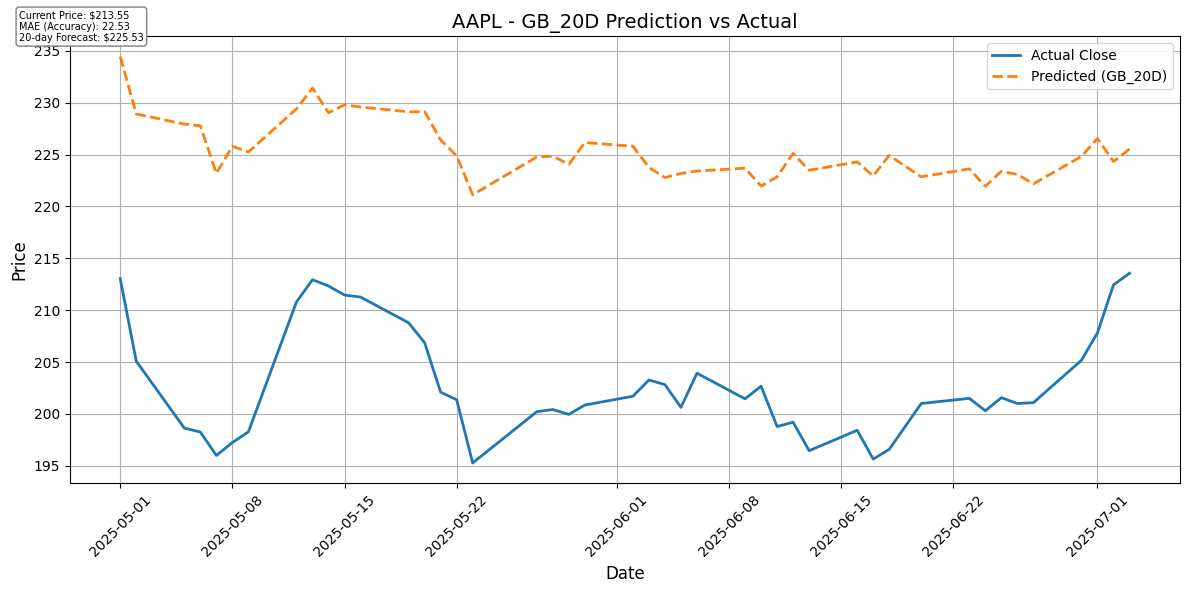 AAPL - GB_20D Prediction vs Actual
Current Price: $213.55
MAE (Accuracy): 22.53
20-day Forecast: $225.53
Actual Close
Predicted (GB_20D)
Price
235
230
225
220
215
210
205
200
195
2025-05-01
2025-05-08
2025-05-15
2025-05-22
2025-06-01
2025-06-08
2025-06-15
2025-06-22
2025-07-01
Date